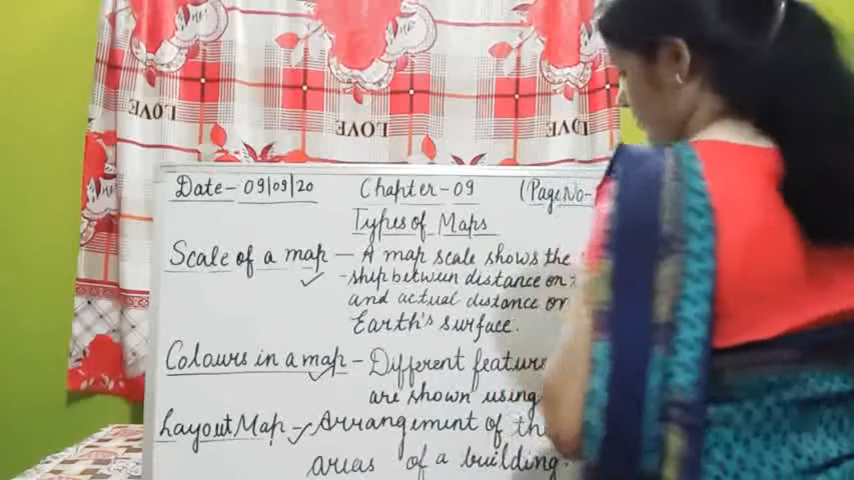 LOVE LOVE LOVE
Date- 09/09/20 Chapter-09 (Page No-
Types of Maps
Scale of a map — A map scale shows the
-ship between distance on
and actual distance on
Earth's surface.
Colours in a map - Different features
are shown using
Layout Map - Arrangement of the
areas of a building.